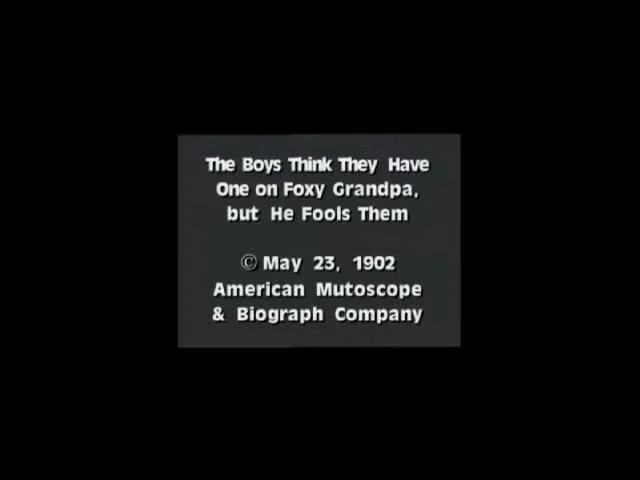 The Boys Think They Have
One on Foxy Grandpa,
but He Fools Them
© May 23, 1902
American Mutoscope
& Biograph Company